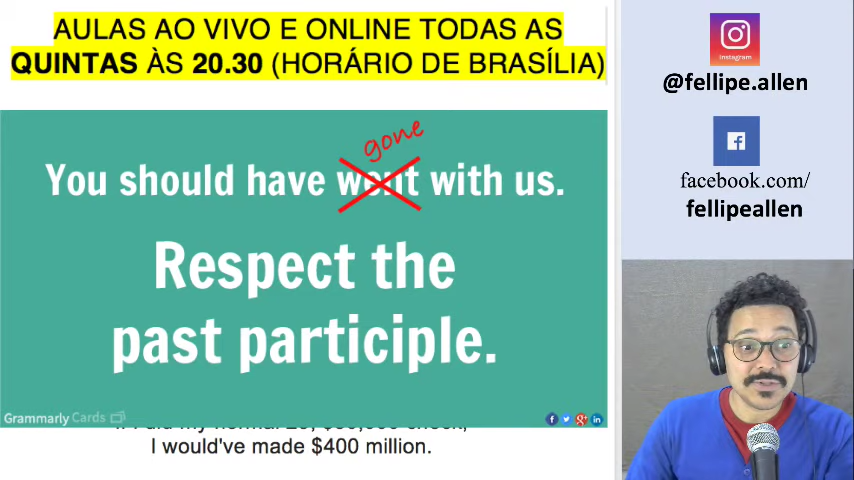 AULAS AO VIVO E ONLINE TODAS AS
QUINTAS ÀS 20.30 (HORÁRIO DE BRASÍLIA)
gone
You should have went with us.
Respect the
past participle.
Grammarly Cards
I would've made $400 million.
Instagram
@fellipe.allen
facebook.com/
fellipeallen